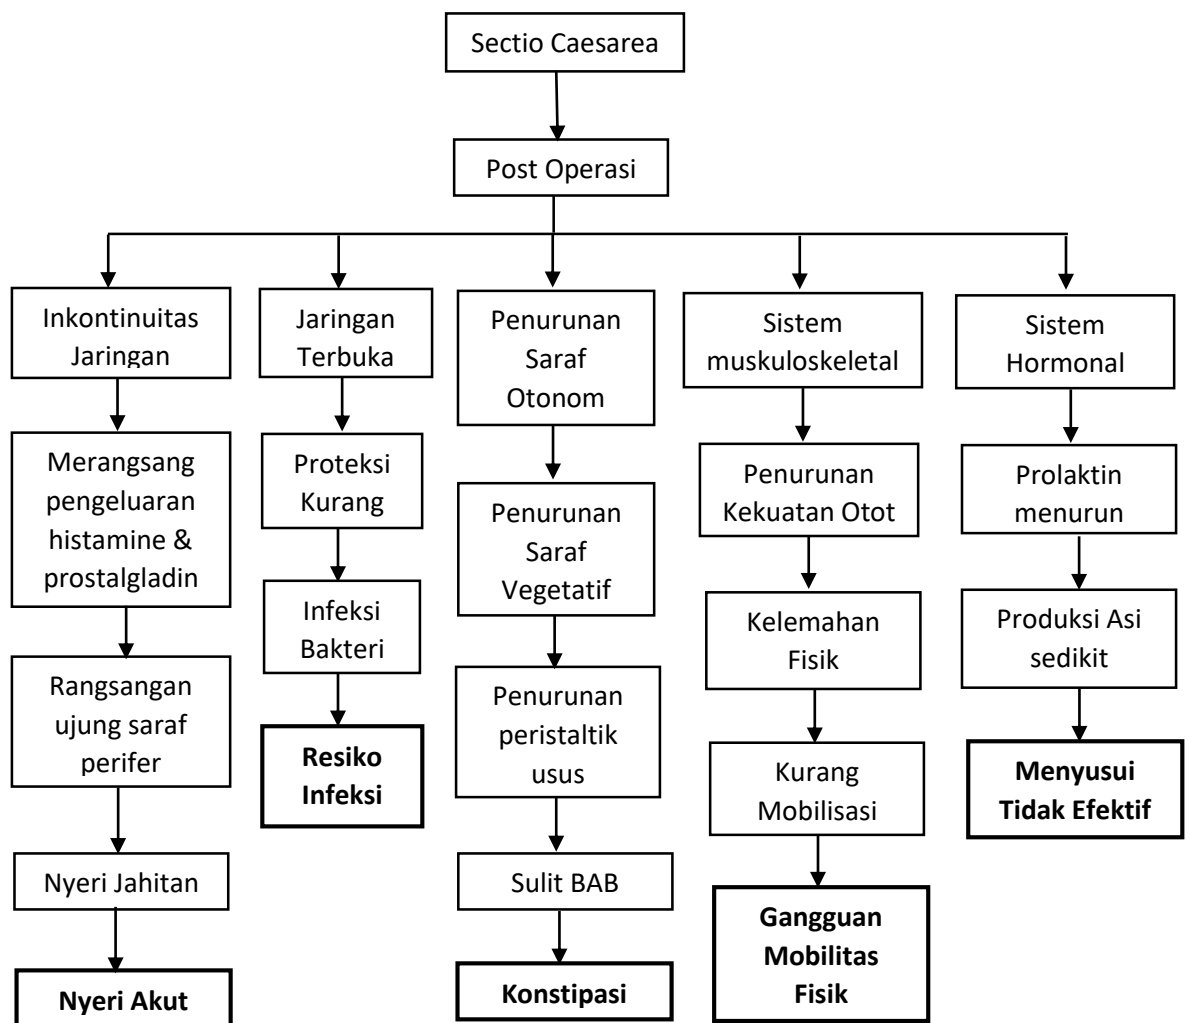 Sectio Caesarea
Post Operasi
Inkontinuitas
Jaringan
Merangsang
pengeluaran
histamine &
prostalgladin
Rangsangan
ujung saraf
perifer
Nyeri Jahitan
Nyeri Akut
Jaringan
Terbuka
Proteksi
Kurang
Infeksi
Bakteri
Resiko
Infeksi
Penurunan
Saraf
Otonom
Penurunan
Saraf
Vegetatif
Penurunan
peristaltik
usus
Sulit BAB
Konstipasi
Sistem
muskuloskeletal
Penurunan
Kekuatan Otot
Kelemahan
Fisik
Kurang
Mobilisasi
Gangguan
Mobilitas
Fisik
Sistem
Hormonal
Prolaktin
menurun
Produksi Asi
sedikit
Menyusui
Tidak Efektif